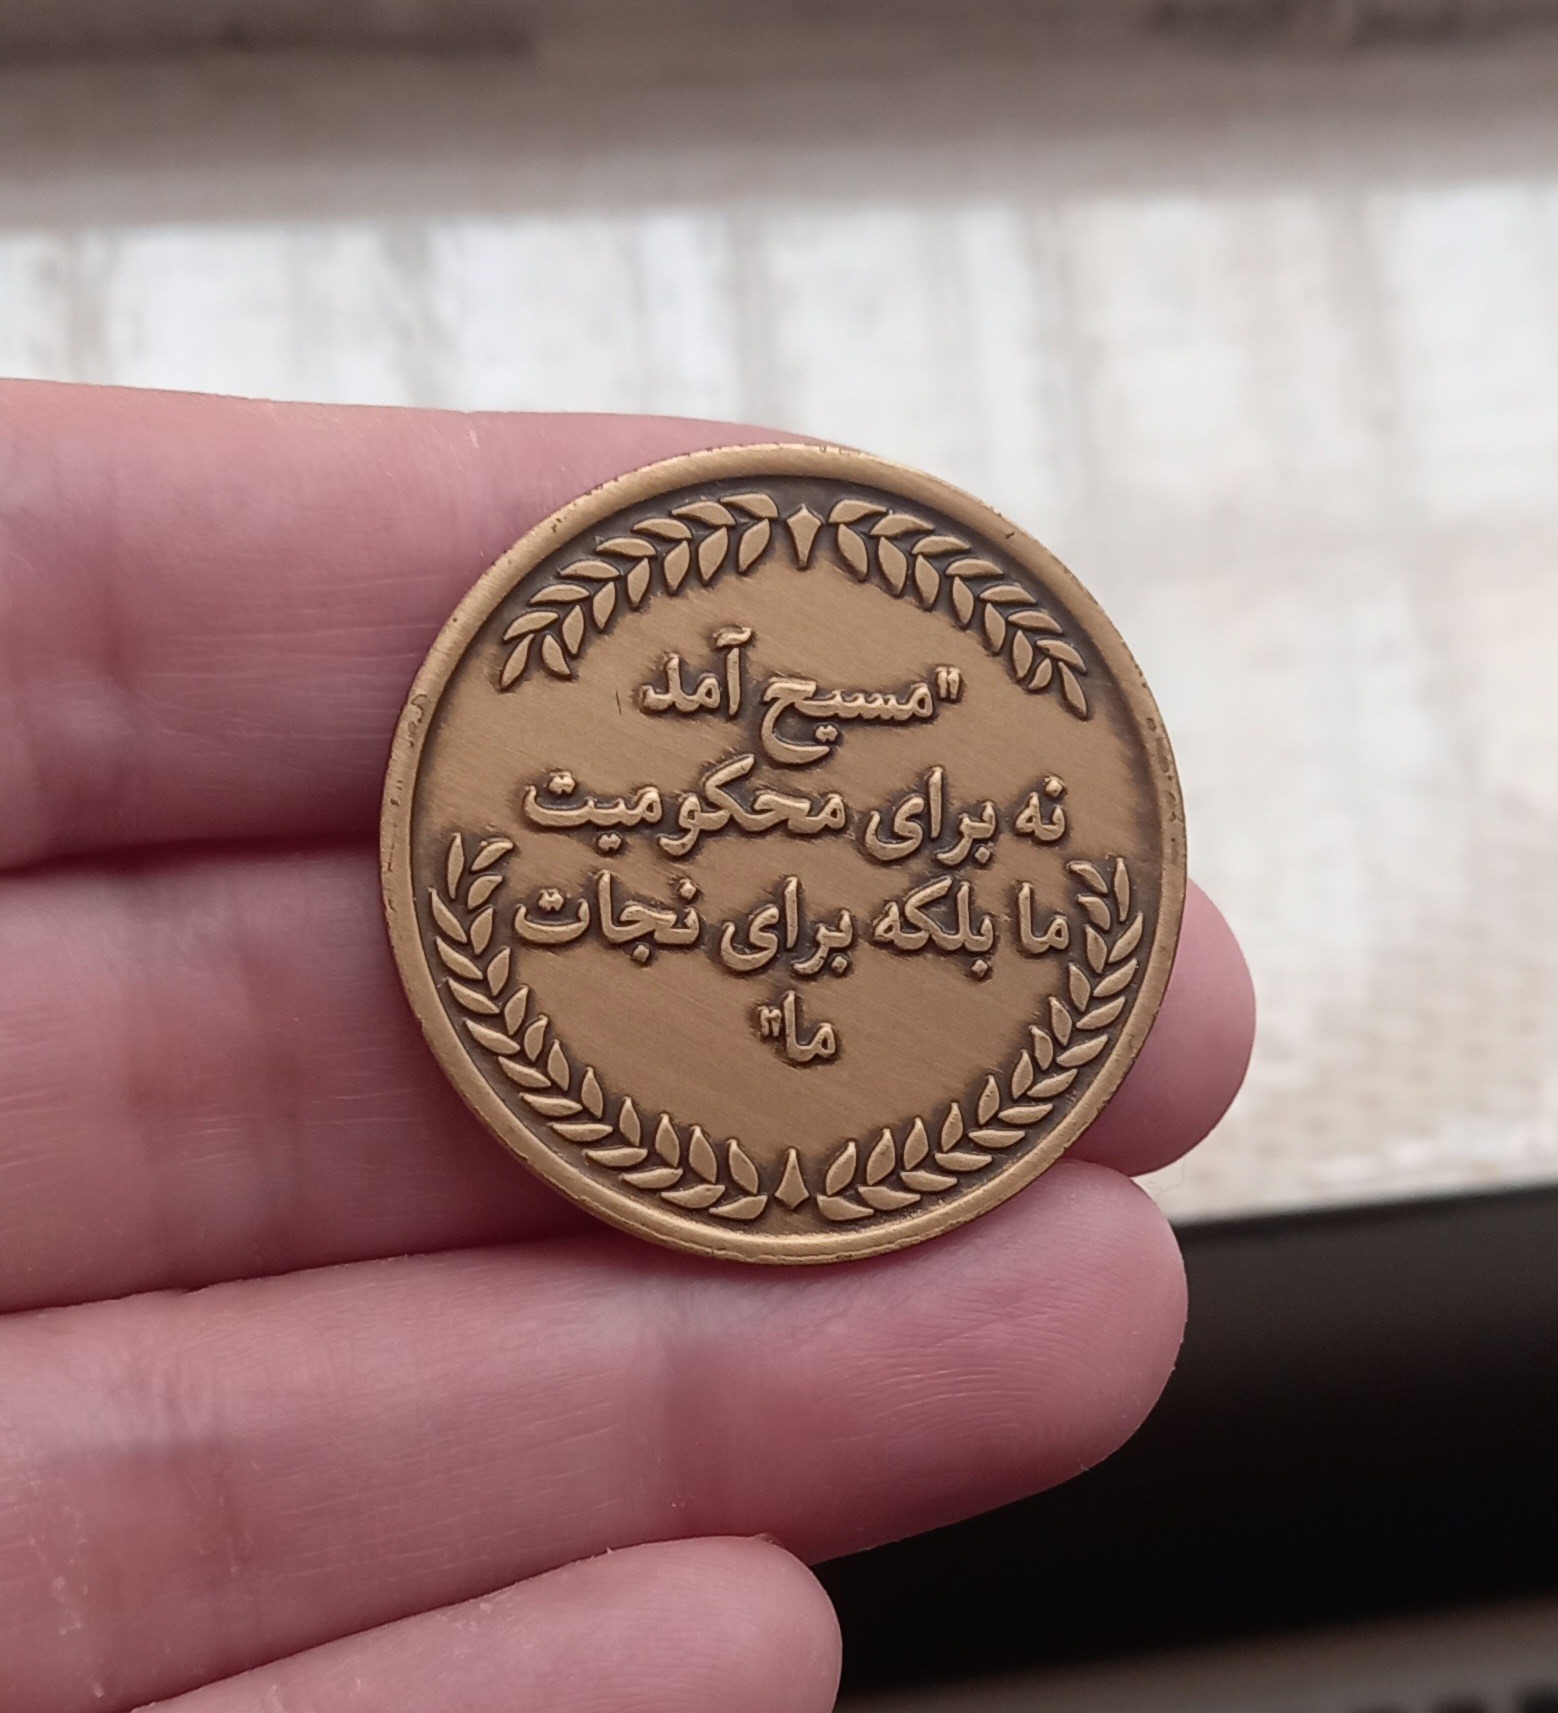 "مسیح آمد
نه برای محکومیت
ما بلکه برای نجات
ما"